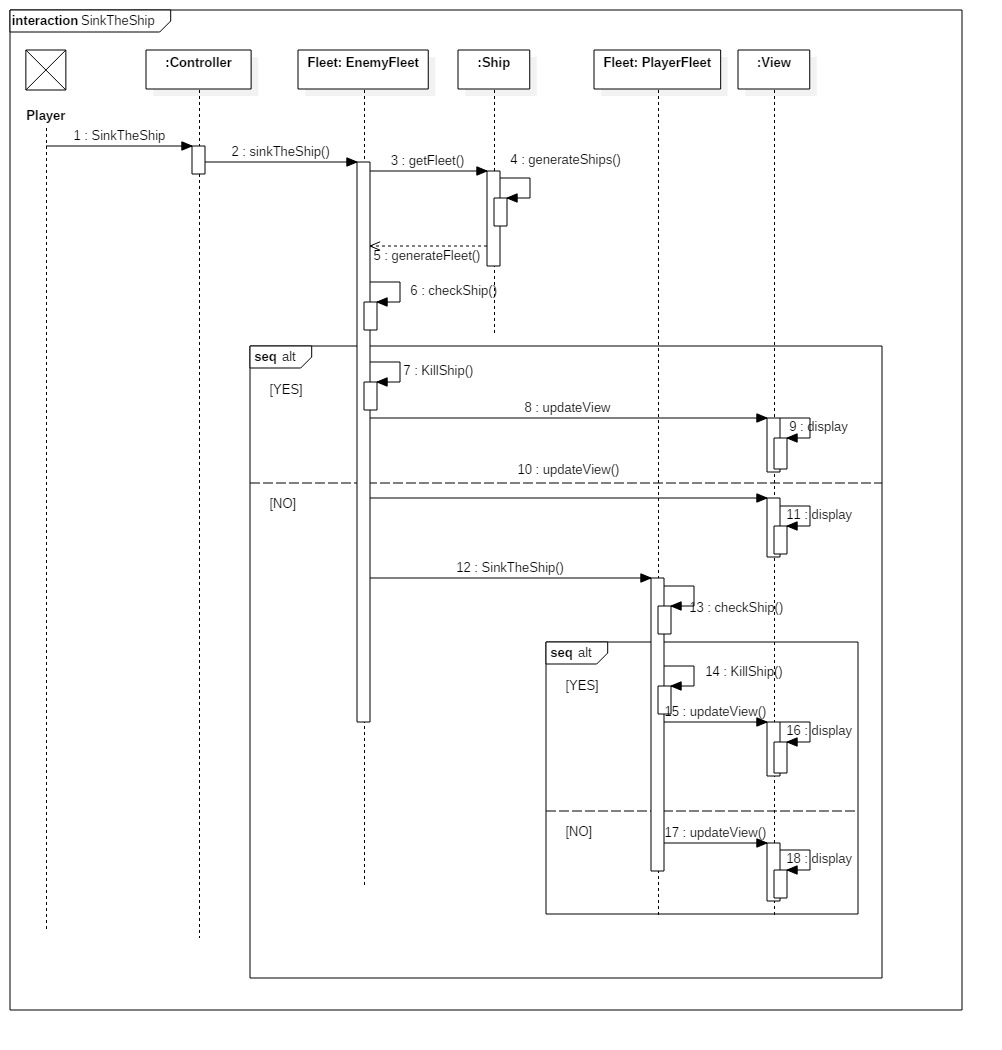 interaction SinkTheShip
:Controller
Fleet: EnemyFleet
:Ship
Fleet: PlayerFleet
:View
Player
1 : SinkTheShip
2 : sinkTheShip()
3 : getFleet()
4 : generateShips()
5 : generateFleet()
6 : checkShip()
seq alt
[YES]
7 : KillShip()
8 : updateView
9 : display
10 : updateView()
[NO]
11 : display
12 : SinkTheShip()
13 : checkShip()
seq alt
[YES]
14 : KillShip()
15 : updateView()
16 : display
[NO]
17 : updateView()
18 : display